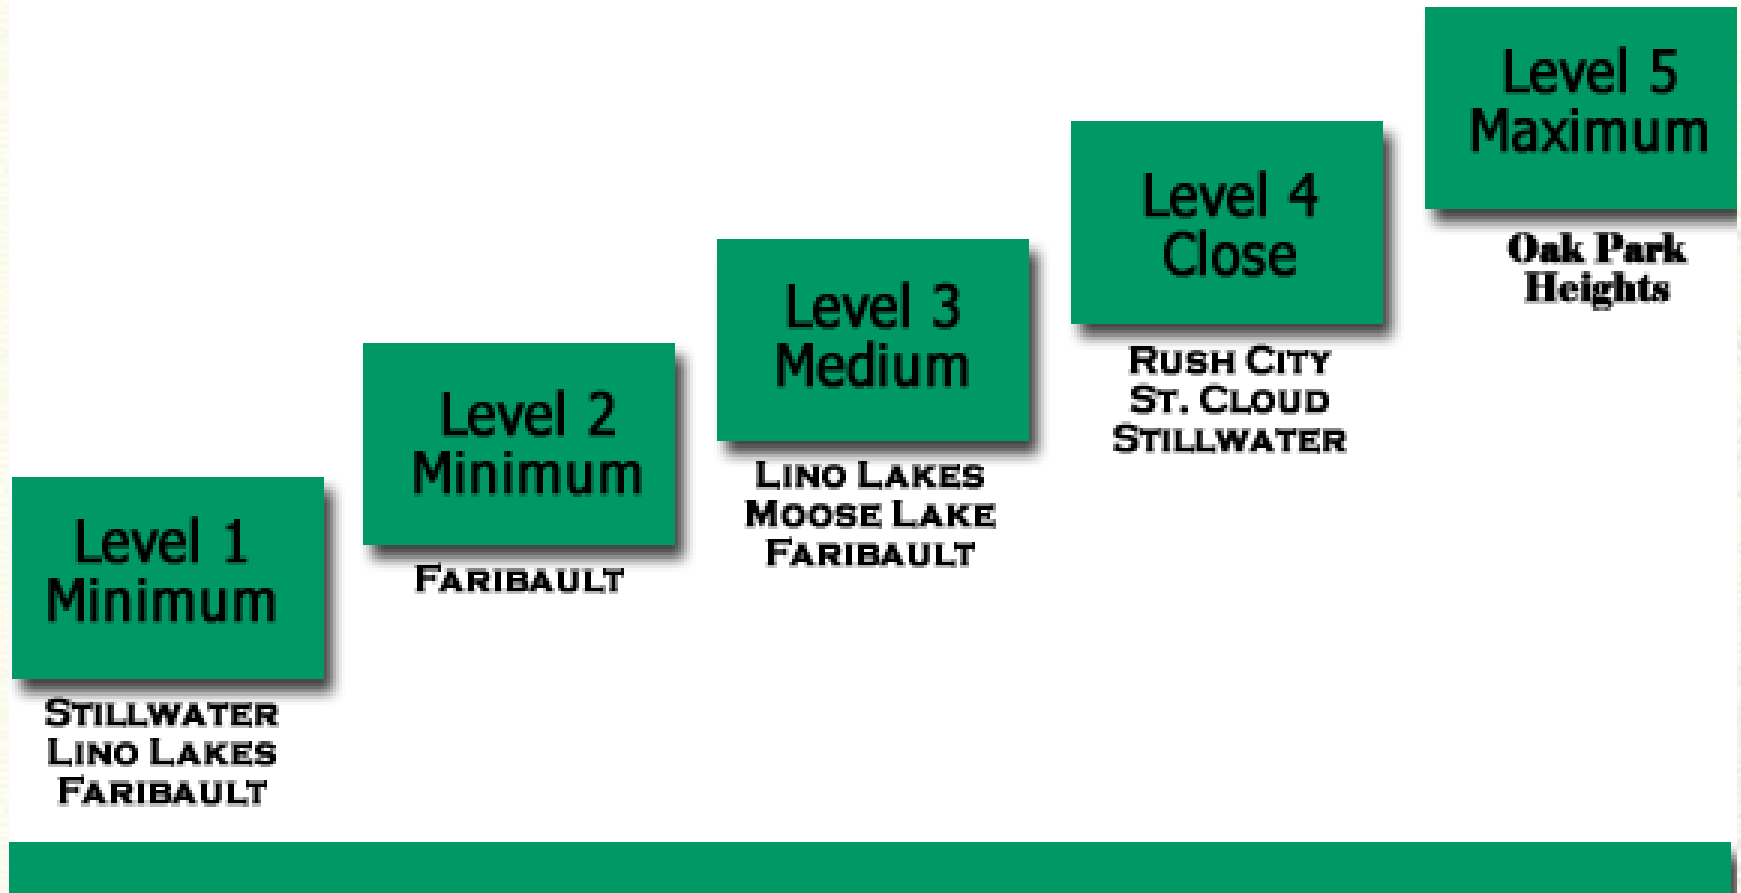 Level 1
Minimum
STILLWATER
LINO LAKES
FARIBAULT
Level 2
Minimum
FARIBAULT
Level 3
Medium
LINO LAKES
MOOSE LAKE
FARIBAULT
Level 4
Close
RUSH CITY
ST. CLOUD
STILLWATER
Level 5
Maximum
Oak Park
Heights